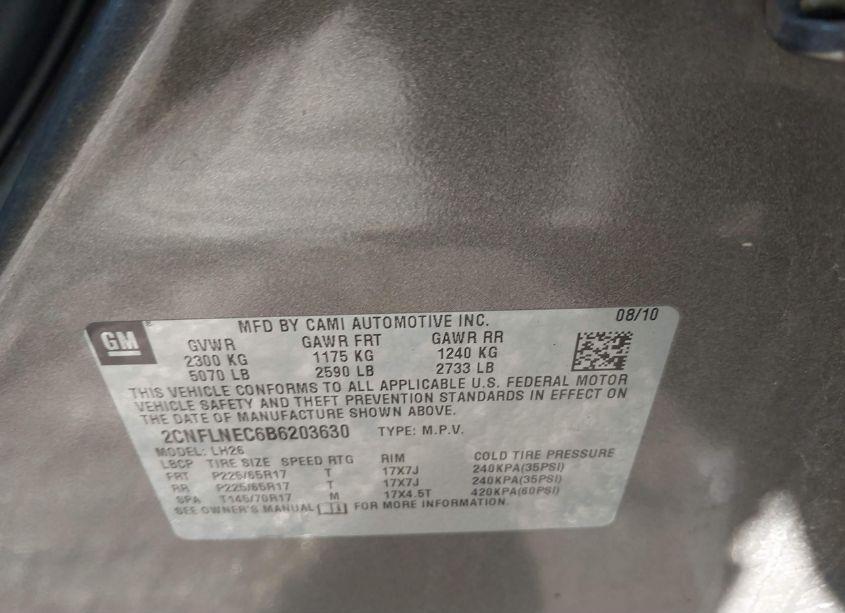 GM ®
MFD BY CAMI AUTOMOTIVE INC. 08/10
GVWR GAWR FRT GAWR RR
2300 KG 1175 KG 1240 KG
5070 LB 2590 LB 2733 LB
THIS VEHICLE CONFORMS TO ALL APPLICABLE U.S. FEDERAL MOTOR
VEHICLE SAFETY AND THEFT PREVENTION STANDARDS IN EFFECT ON
THE DATE OF MANUFACTURE SHOWN ABOVE.
2CNFLNEC6B6203630 TYPE: M.P.V.
MODEL: LH26
LBCP TIRE SIZE SPEED RTG RIM COLD TIRE PRESSURE
FRT P225/65R17 T 17X7J 240KPA(35PSI)
RR P225/65R17 T 17X7J 240KPA(35PSI)
SPA T145/70R17 M 17X4.5T 420KPA(60PSI)
SEE OWNER'S MANUAL FOR MORE INFORMATION.